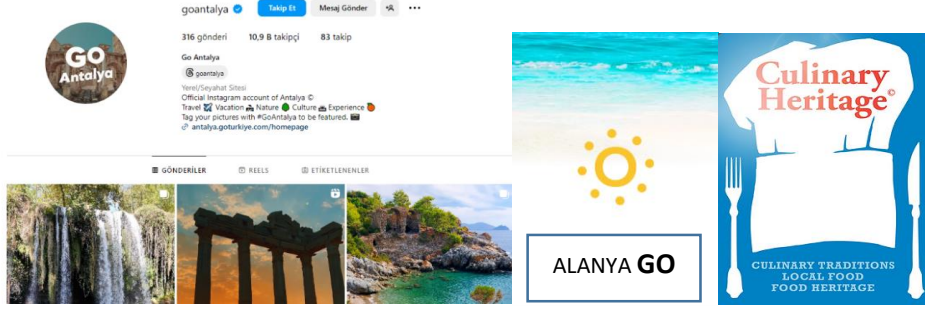 goantalya
Takip Et
Mesaj Gönder
316 gönderi 10,9 B takipçi 83 takip
GO
Antalya
Go Antalya
goantalya
Yerel/Seyahat Sitesi
Official Instagram account of Antalya ©
Travel Vacation Nature Culture Experience
Tag your pictures with #GoAntalya to be featured.
antalya.goturkiye.com/homepage
GÖNDERİLER
REELS
ETİKETLENENLER
ALANYA GO
Culinary
Heritage©
CULINARY TRADITIONS
LOCAL FOOD
FOOD HERITAGE